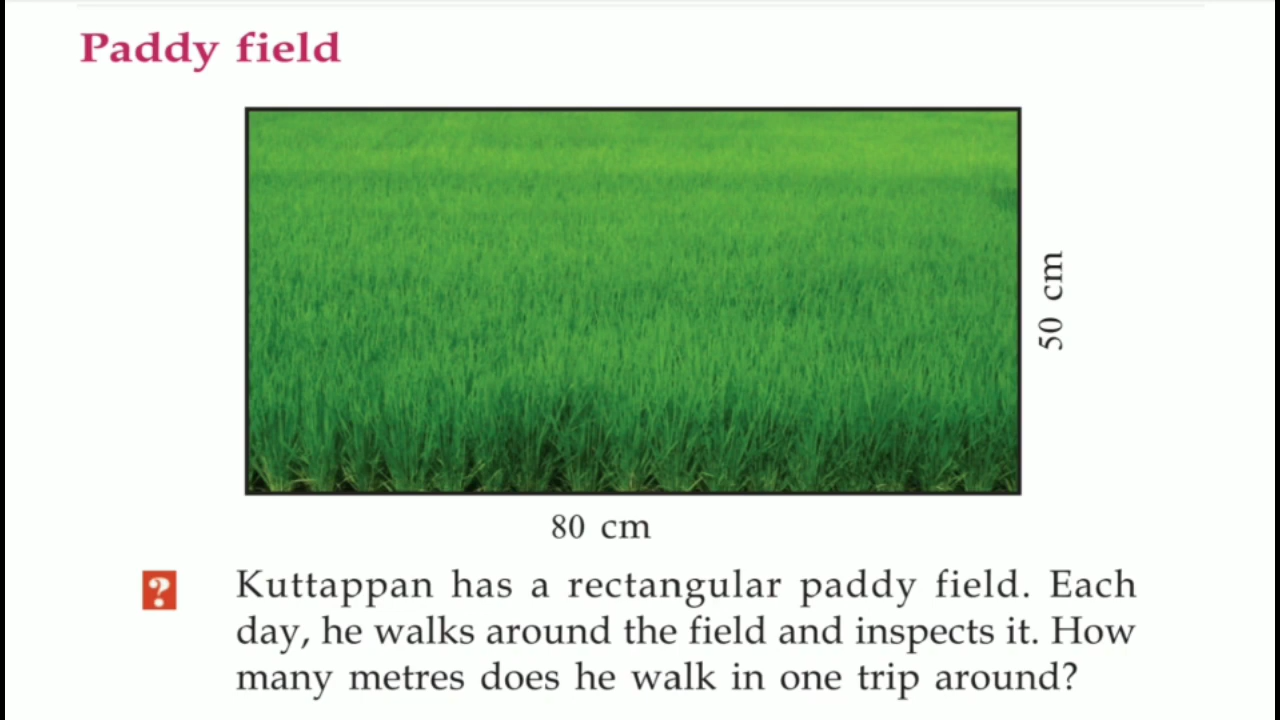 Paddy field
50 cm
80 cm
? Kuttappan has a rectangular paddy field. Each
day, he walks around the field and inspects it. How
many metres does he walk in one trip around?